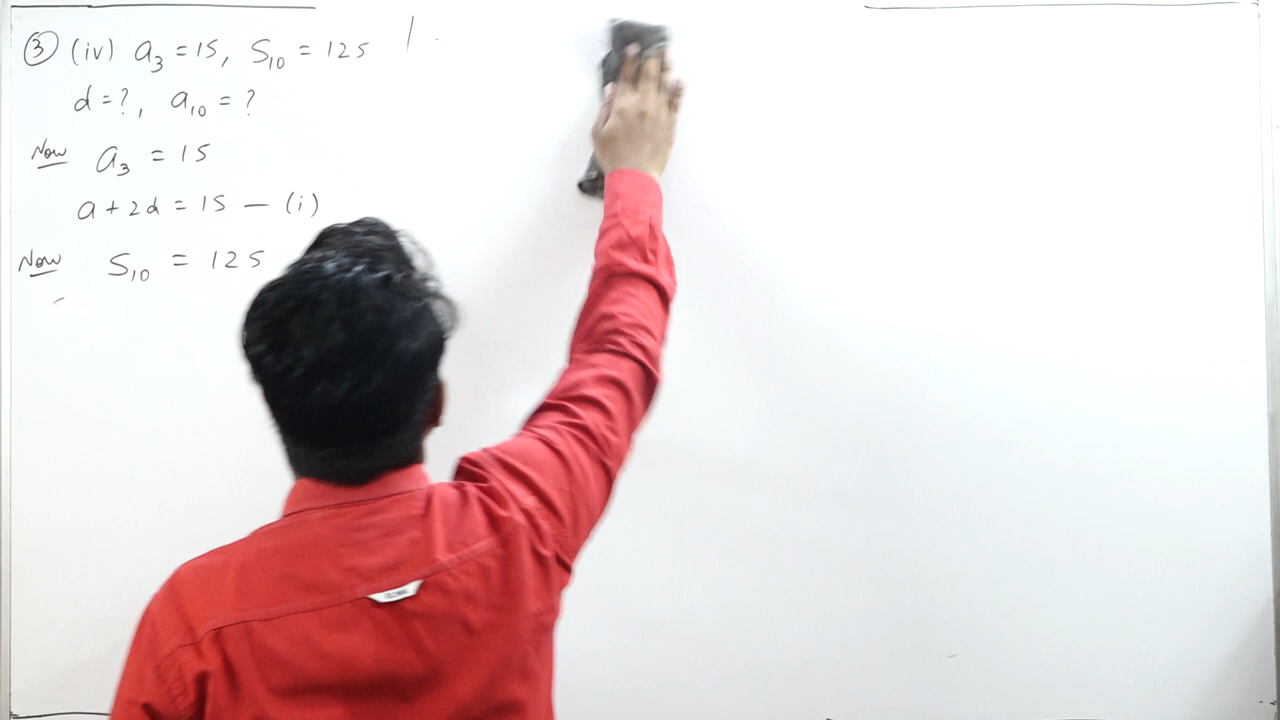 ③ (iv) a₃ = 15, S₁₀ = 125
d = ?, a₁₀ = ?
Now a₃ = 15
a + 2d = 15 — (i)
Now S₁₀ = 125